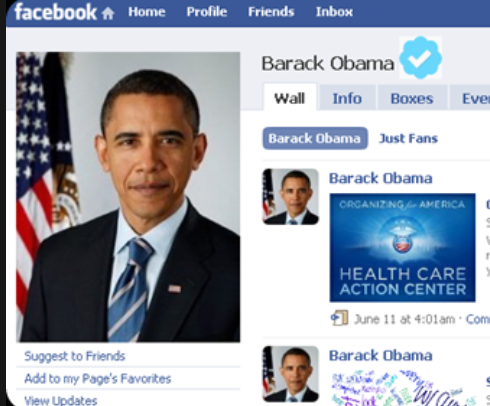 facebook Home Profile Friends Inbox
Barack Obama
Wall Info Boxes
Barack Obama Just Fans
Barack Obama
ORGANIZING for AMERICA
HEALTH CARE
ACTION CENTER
June 11 at 4:01am ·
Barack Obama
Suggest to Friends
Add to my Page's Favorites
View Updates